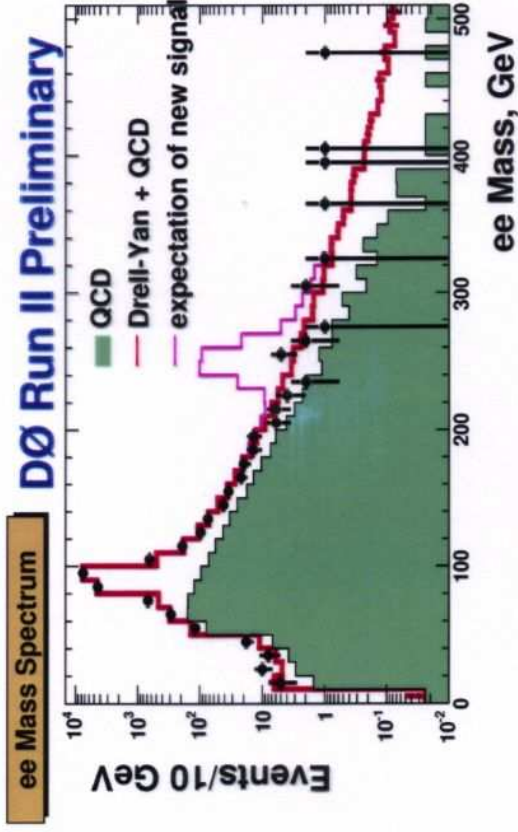 ee Mass Spectrum
DØ Run II Preliminary
QCD
Drell-Yan + QCD
expectation of new signal
Events/10 GeV
10⁴
10³
10²
10
1
10⁻¹
10⁻²
0
100
200
300
400
500
ee Mass, GeV